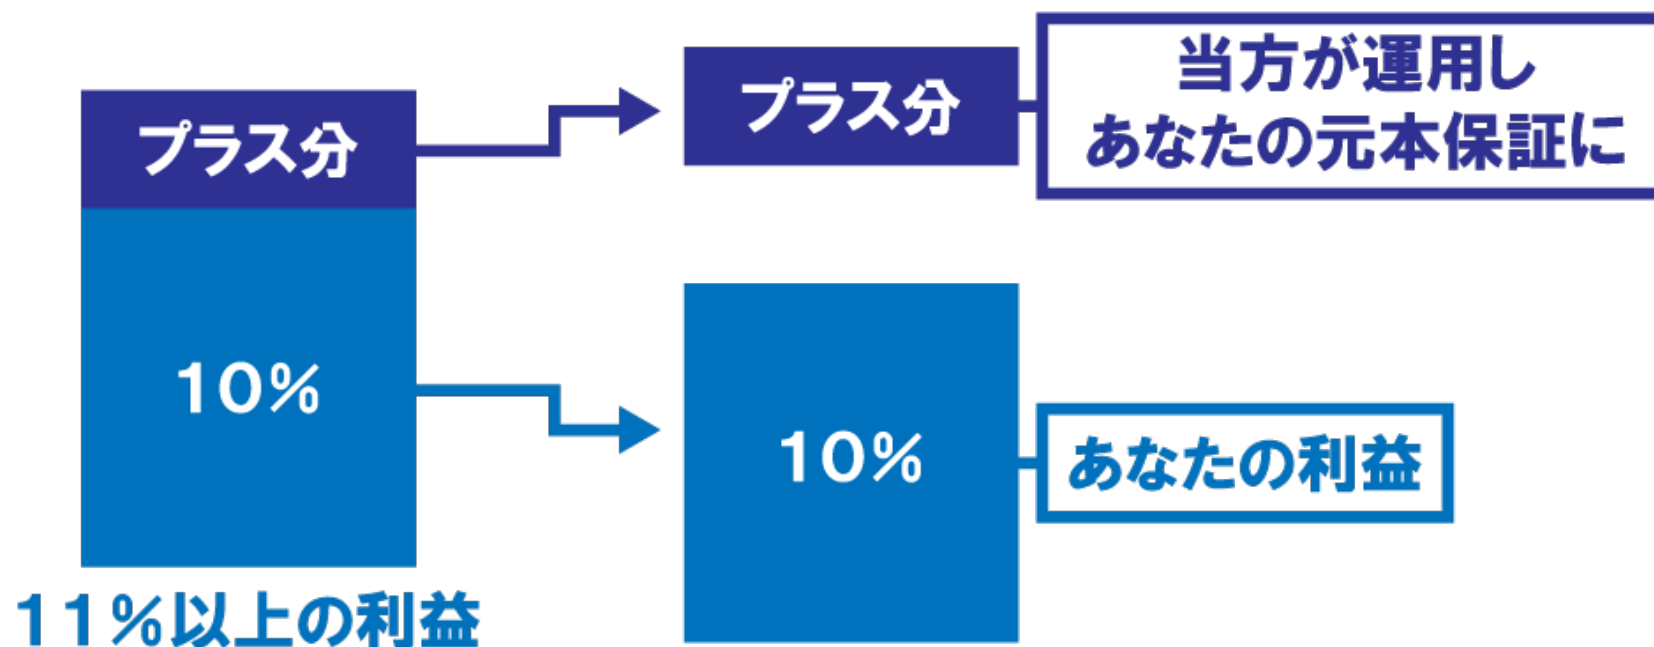 プラス分
10%
11%以上の利益
プラス分
当方が運用し
あなたの元本保証に
10%
あなたの利益